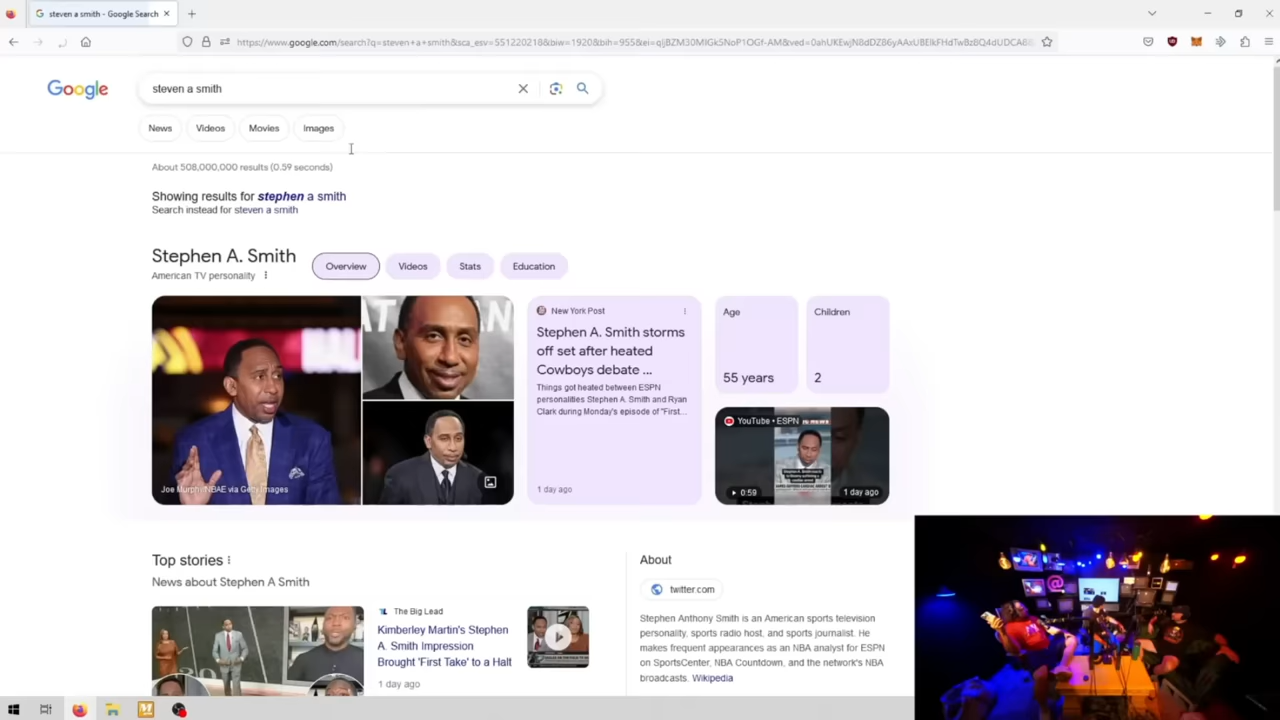 steven a smith - Google Search
Google
steven a smith
News
Videos
Movies
Images
About 508,000,000 results (0.59 seconds)
Showing results for stephen a smith
Search instead for steven a smith
Stephen A. Smith
American TV personality
Overview
Videos
Stats
Education
Joe Murphy/NBAE via Getty Images
New York Post
Stephen A. Smith storms
off set after heated
Cowboys debate ...
Things got heated between ESPN
personalities Stephen A. Smith and Ryan
Clark during Monday's episode of "First...
1 day ago
Age
55 years
Children
2
YouTube • ESPN
0:59
1 day ago
Top stories
News about Stephen A Smith
The Big Lead
Kimberley Martin's Stephen
A. Smith Impression
Brought 'First Take' to a Halt
1 day ago
About
twitter.com
Stephen Anthony Smith is an American sports television
personality, sports radio host, and sports journalist. He
makes frequent appearances as an NBA analyst for ESPN
on SportsCenter, NBA Countdown, and the network's NBA
broadcasts. Wikipedia